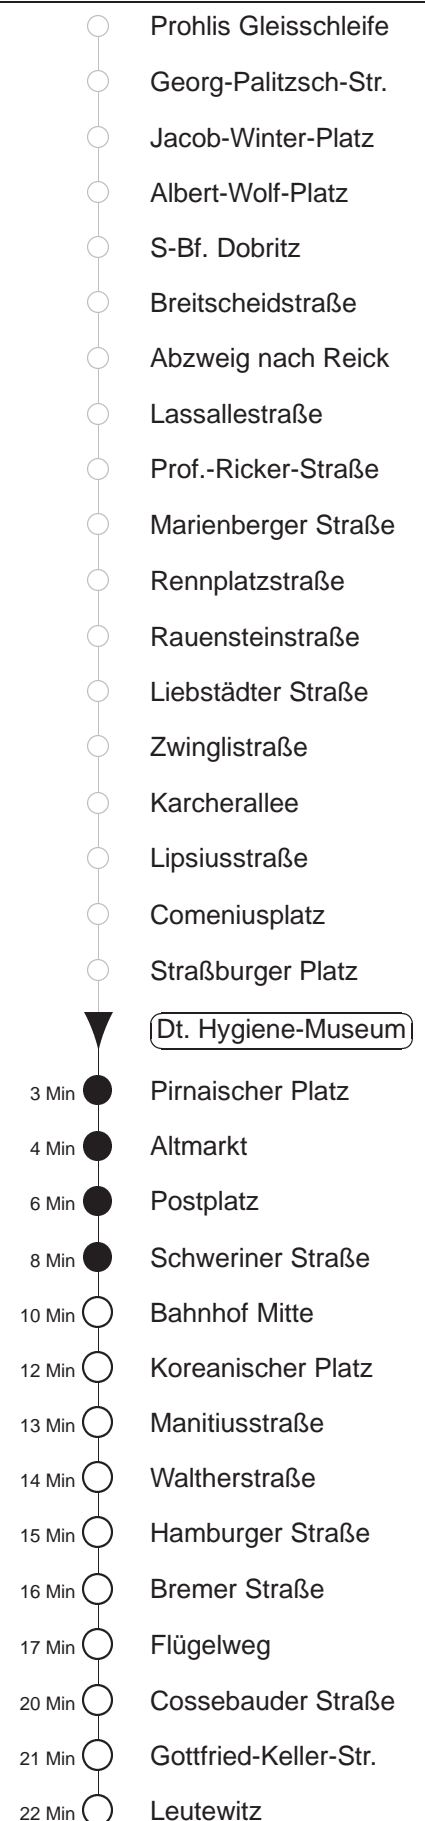 Prohlis Gleisschleife
Georg-Palitzsch-Str.
Jacob-Winter-Platz
Albert-Wolf-Platz
S-Bf. Dobritz
Breitscheidstraße
Abzweig nach Reick
Lassallestraße
Prof.-Ricker-Straße
Marienberger Straße
Rennplatzstraße
Rauensteinstraße
Liebstädter Straße
Zwinglistraße
Karcherallee
Lipsiusstraße
Comeniusplatz
Straßburger Platz
Dt. Hygiene-Museum
3 Min Pirnaischer Platz
4 Min Altmarkt
6 Min Postplatz
8 Min Schweriner Straße
10 Min Bahnhof Mitte
12 Min Koreanischer Platz
13 Min Manitiusstraße
14 Min Waltherstraße
15 Min Hamburger Straße
16 Min Bremer Straße
17 Min Flügelweg
20 Min Cossebauder Straße
21 Min Gottfried-Keller-Str.
22 Min Leutewitz